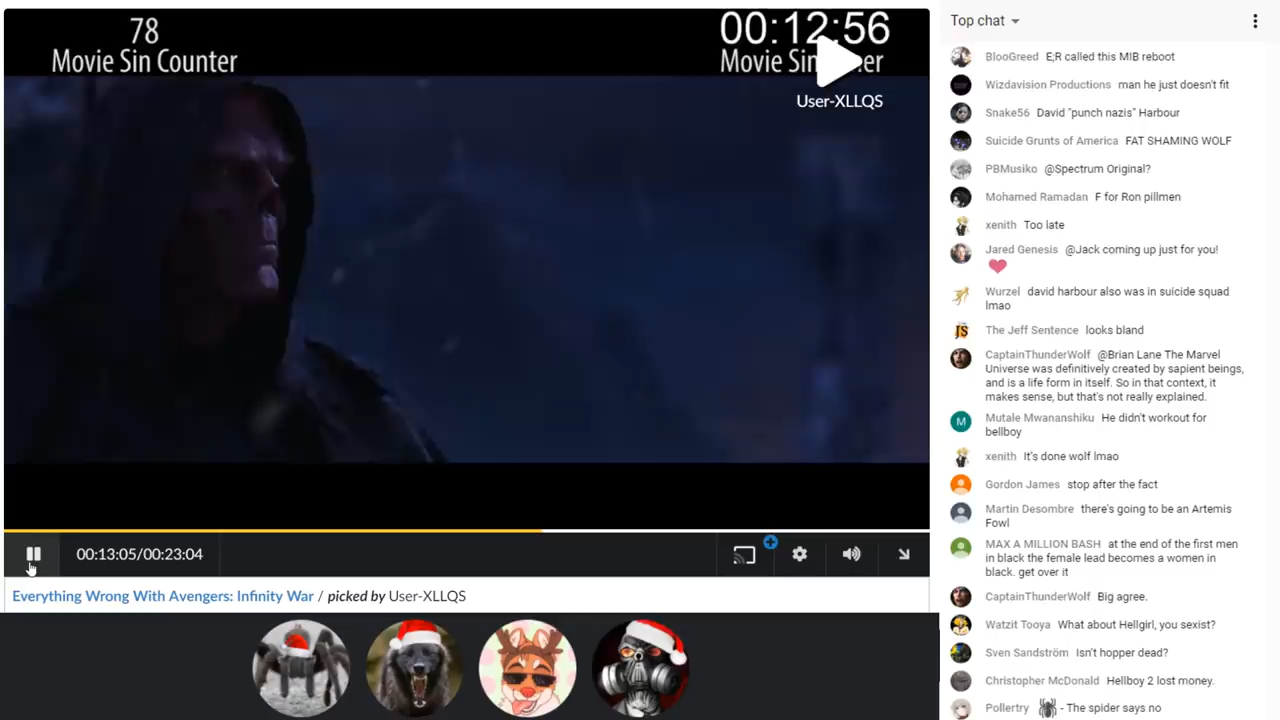 78
Movie Sin Counter
00:12:56
Movie Sin
er
User-XLLQS
00:13:05/00:23:04
Everything Wrong With Avengers: Infinity War / picked by User-XLLQS
Top chat
BlooGreed E;R called this MIB reboot
Wizdavision Productions man he just doesn't fit
Snake56 David "punch nazis" Harbour
Suicide Grunts of America FAT SHAMING WOLF
PBMusiko @Spectrum Original?
Mohamed Ramadan F for Ron pillmen
xenith Too late
Jared Genesis @Jack coming up just for you!
Wurzel david harbour also was in suicide squad
lmao
The Jeff Sentence looks bland
CaptainThunderWolf @Brian Lane The Marvel
Universe was definitively created by sapient beings,
and is a life form in itself. So in that context, it
makes sense, but that's not really explained.
M
Mutale Mwananshiku He didn't workout for
bellboy
xenith It's done wolf lmao
Gordon James stop after the fact
Martin Desombre there's going to be an Artemis
Fowl
MAX A MILLION BASH at the end of the first men
in black the female lead becomes a women in
black. get over it
CaptainThunderWolf Big agree.
Watzit Tooya What about Hellgirl, you sexist?
Sven Sandström Isn't hopper dead?
Christopher McDonald Hellboy 2 lost money.
Pollertry - The spider says no